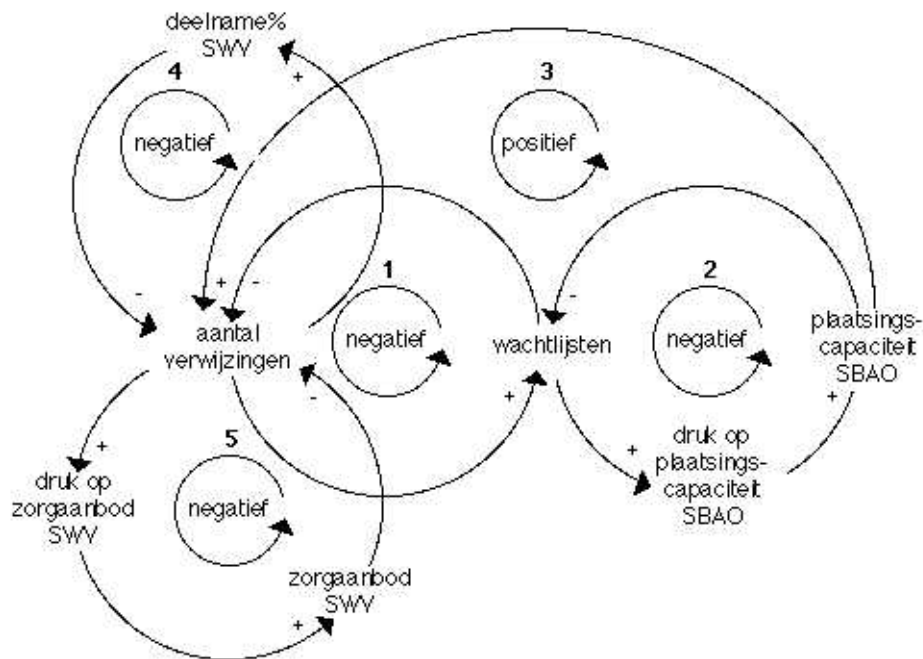 deelname%
SWV
+
4
negatief
3
positief
-
+ -
1
negatief
2
negatief
-
aantal
verwijzingen
wachtlijsten
plaatsings-
capaciteit
SBAO
-
+
+
+
+
5
negatief
druk op
zorgaanbod
SWV
druk op
plaatsings-
capaciteit
SBAO
zorgaanbod
SWV
+